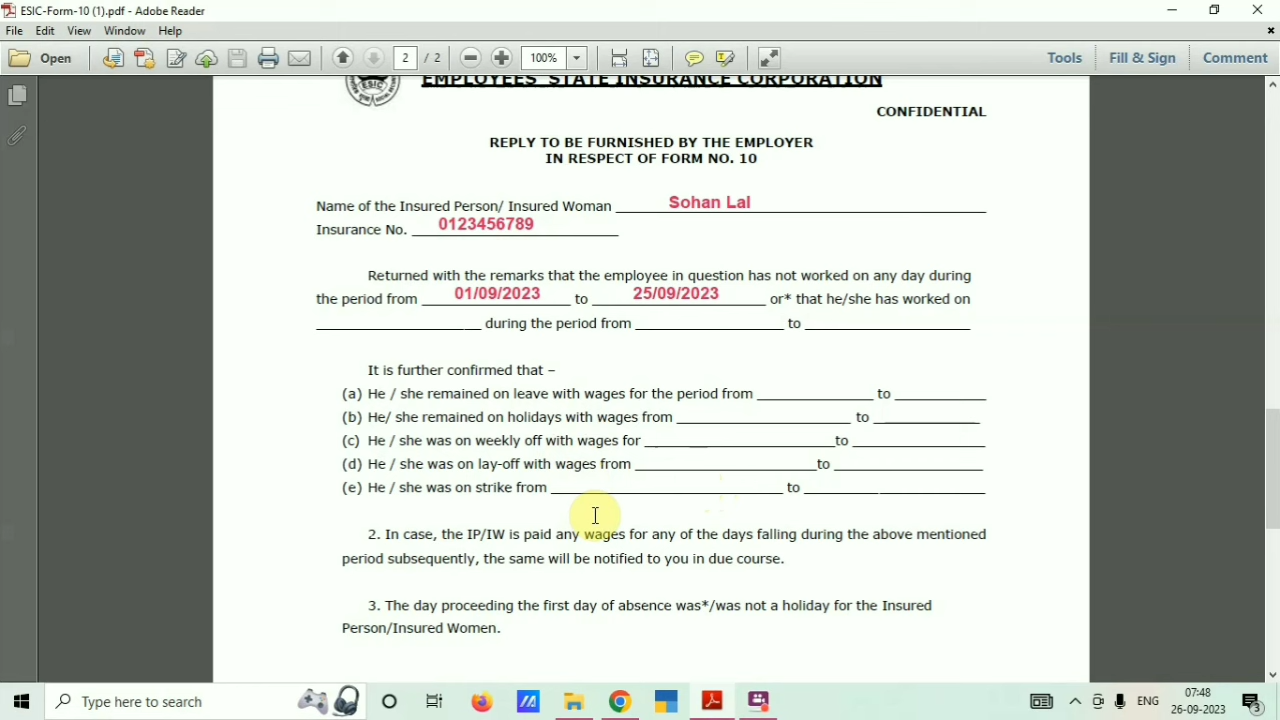 ESIC-Form-10 (1).pdf - Adobe Reader
File Edit View Window Help
Open 2 / 2 100% Tools Fill & Sign Comment
EMPLOYEES' STATE INSURANCE CORPORATION
ESIC
CONFIDENTIAL
REPLY TO BE FURNISHED BY THE EMPLOYER
IN RESPECT OF FORM NO. 10
Name of the Insured Person/ Insured Woman Sohan Lal
Insurance No. 0123456789
Returned with the remarks that the employee in question has not worked on any day during
the period from 01/09/2023 to 25/09/2023 or* that he/she has worked on
during the period from to
It is further confirmed that –
(a) He / she remained on leave with wages for the period from to
(b) He/ she remained on holidays with wages from to
(c) He / she was on weekly off with wages for to
(d) He / she was on lay-off with wages from to
(e) He / she was on strike from to
2. In case, the IP/IW is paid any wages for any of the days falling during the above mentioned
period subsequently, the same will be notified to you in due course.
3. The day proceeding the first day of absence was*/was not a holiday for the Insured
Person/Insured Women.
Type here to search
ENG
07:48
26-09-2023
3